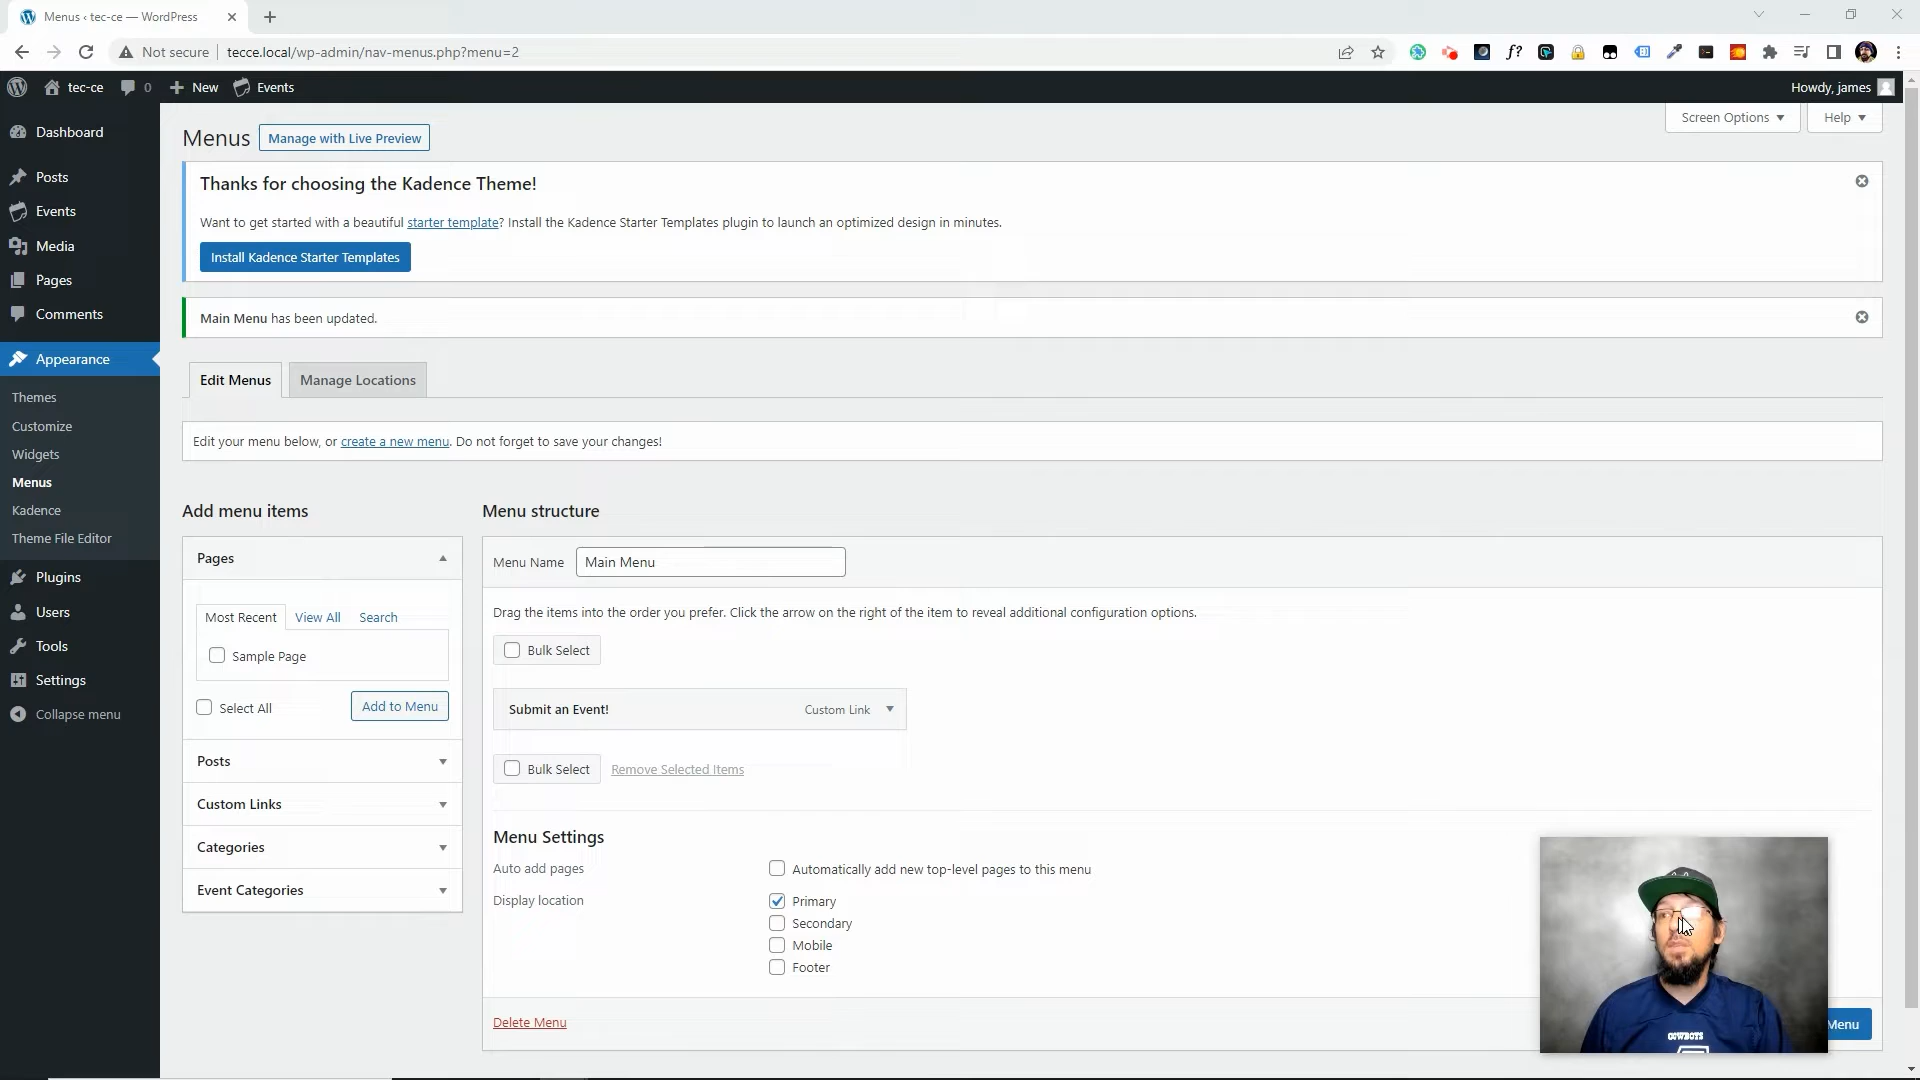 Menus ‹ tec-ce — WordPress
Not secure
tecce.local/wp-admin/nav-menus.php?menu=2
f?
tec-ce
0
New
Events
Howdy, james
Dashboard
Posts
Events
Media
Pages
Comments
Appearance
Themes
Customize
Widgets
Menus
Kadence
Theme File Editor
Plugins
Users
Tools
Settings
Collapse menu
Screen Options
Help
Menus
Manage with Live Preview
Thanks for choosing the Kadence Theme!
Want to get started with a beautiful starter template? Install the Kadence Starter Templates plugin to launch an optimized design in minutes.
Install Kadence Starter Templates
Main Menu has been updated.
Edit Menus
Manage Locations
Edit your menu below, or create a new menu. Do not forget to save your changes!
Add menu items
Pages
Most Recent
View All
Search
Sample Page
Select All
Add to Menu
Posts
Custom Links
Categories
Event Categories
Menu structure
Menu Name
Main Menu
Drag the items into the order you prefer. Click the arrow on the right of the item to reveal additional configuration options.
Bulk Select
Submit an Event!
Custom Link
Bulk Select
Remove Selected Items
Menu Settings
Auto add pages
Automatically add new top-level pages to this menu
Display location
Primary
Secondary
Mobile
Footer
Delete Menu
Menu
COWBOYS